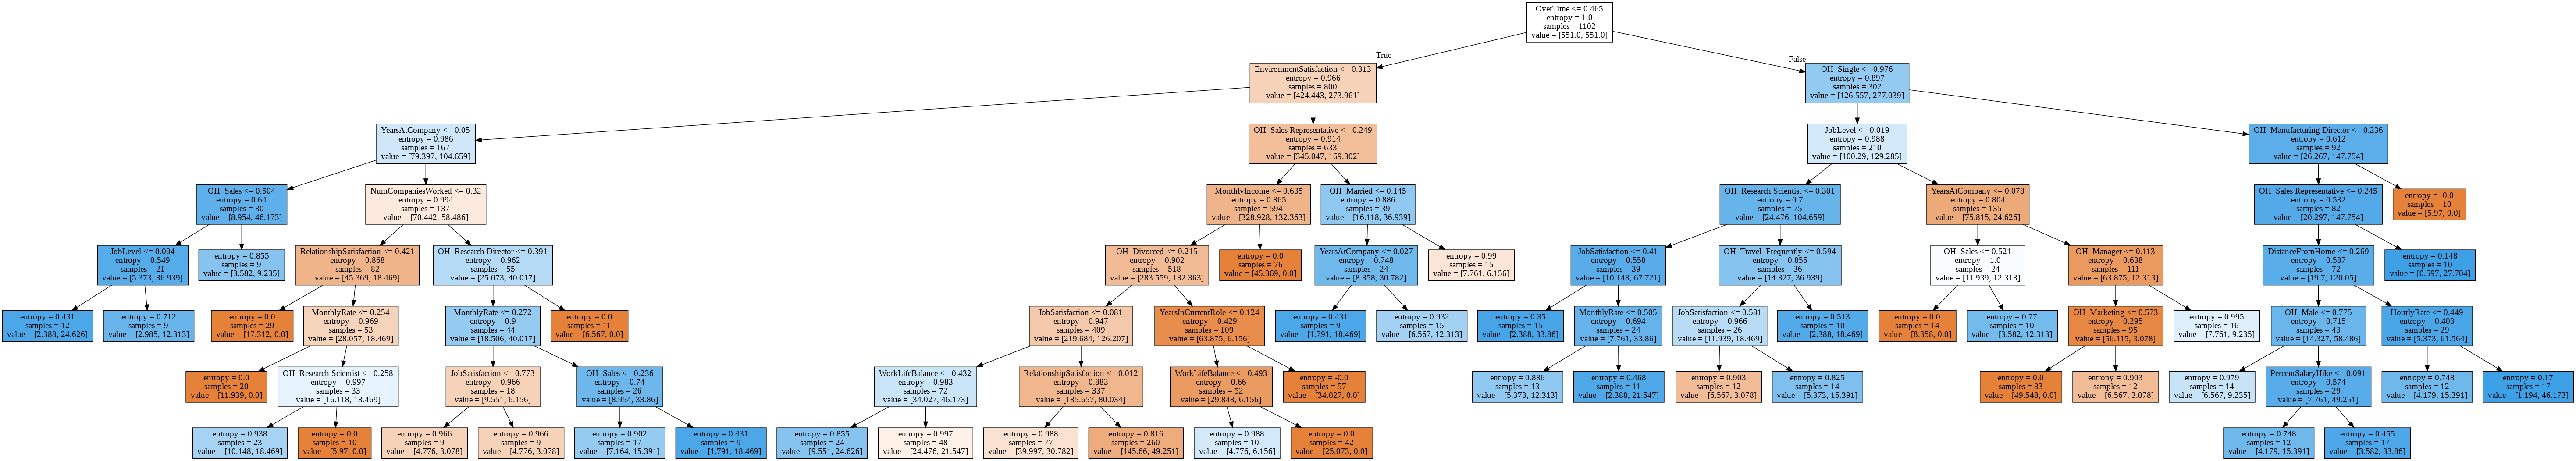 OverTime <= 0.465
entropy = 1.0
samples = 1102
value = [551.0, 551.0]
True
False
EnvironmentSatisfaction <= 0.313
entropy = 0.966
samples = 800
value = [424.443, 273.961]
OH_Single <= 0.976
entropy = 0.897
samples = 302
value = [126.557, 277.039]
YearsAtCompany <= 0.05
entropy = 0.986
samples = 167
value = [79.397, 104.659]
OH_Sales Representative <= 0.249
entropy = 0.914
samples = 633
value = [345.047, 169.302]
JobLevel <= 0.019
entropy = 0.988
samples = 210
value = [100.29, 129.285]
OH_Manufacturing Director <= 0.236
entropy = 0.612
samples = 92
value = [26.267, 147.754]
OH_Sales <= 0.504
entropy = 0.64
samples = 30
value = [8.954, 46.173]
NumCompaniesWorked <= 0.32
entropy = 0.994
samples = 137
value = [70.442, 58.486]
MonthlyIncome <= 0.635
entropy = 0.865
samples = 594
value = [328.928, 132.363]
OH_Married <= 0.145
entropy = 0.886
samples = 39
value = [16.118, 36.939]
OH_Research Scientist <= 0.301
entropy = 0.7
samples = 75
value = [24.476, 104.659]
YearsAtCompany <= 0.078
entropy = 0.804
samples = 135
value = [75.815, 24.626]
OH_Sales Representative <= 0.245
entropy = 0.532
samples = 82
value = [20.297, 147.754]
entropy = -0.0
samples = 10
value = [5.97, 0.0]
JobLevel <= 0.004
entropy = 0.549
samples = 21
value = [5.373, 36.939]
entropy = 0.855
samples = 9
value = [3.582, 9.235]
RelationshipSatisfaction <= 0.421
entropy = 0.868
samples = 82
value = [45.369, 18.469]
OH_Research Director <= 0.391
entropy = 0.962
samples = 55
value = [25.073, 40.017]
OH_Divorced <= 0.215
entropy = 0.902
samples = 518
value = [283.559, 132.363]
entropy = 0.0
samples = 76
value = [45.369, 0.0]
YearsAtCompany <= 0.027
entropy = 0.748
samples = 24
value = [8.358, 30.782]
entropy = 0.99
samples = 15
value = [7.761, 6.156]
JobSatisfaction <= 0.41
entropy = 0.558
samples = 39
value = [10.148, 67.721]
OH_Travel_Frequently <= 0.594
entropy = 0.855
samples = 36
value = [14.327, 36.939]
OH_Sales <= 0.521
entropy = 1.0
samples = 24
value = [11.939, 12.313]
OH_Manager <= 0.113
entropy = 0.638
samples = 111
value = [63.875, 12.313]
DistanceFromHome <= 0.269
entropy = 0.587
samples = 72
value = [19.7, 120.05]
entropy = 0.148
samples = 10
value = [0.597, 27.704]
entropy = 0.431
samples = 12
value = [2.388, 24.626]
entropy = 0.712
samples = 9
value = [2.985, 12.313]
entropy = 0.0
samples = 29
value = [17.312, 0.0]
MonthlyRate <= 0.254
entropy = 0.969
samples = 53
value = [28.057, 18.469]
MonthlyRate <= 0.272
entropy = 0.9
samples = 44
value = [18.506, 40.017]
entropy = 0.0
samples = 11
value = [6.567, 0.0]
JobSatisfaction <= 0.081
entropy = 0.947
samples = 409
value = [219.684, 126.207]
YearsInCurrentRole <= 0.124
entropy = 0.429
samples = 109
value = [63.875, 6.156]
entropy = 0.431
samples = 9
value = [1.791, 18.469]
entropy = 0.932
samples = 15
value = [6.567, 12.313]
entropy = 0.35
samples = 15
value = [2.388, 33.86]
MonthlyRate <= 0.505
entropy = 0.694
samples = 24
value = [7.761, 33.86]
JobSatisfaction <= 0.581
entropy = 0.966
samples = 26
value = [11.939, 18.469]
entropy = 0.513
samples = 10
value = [2.388, 18.469]
entropy = 0.0
samples = 14
value = [8.358, 0.0]
entropy = 0.77
samples = 10
value = [3.582, 12.313]
OH_Marketing <= 0.573
entropy = 0.295
samples = 95
value = [56.115, 3.078]
entropy = 0.995
samples = 16
value = [7.761, 9.235]
OH_Male <= 0.775
entropy = 0.715
samples = 43
value = [14.327, 58.486]
HourlyRate <= 0.449
entropy = 0.403
samples = 29
value = [5.373, 61.564]
entropy = 0.0
samples = 20
value = [11.939, 0.0]
OH_Research Scientist <= 0.258
entropy = 0.997
samples = 33
value = [16.118, 18.469]
JobSatisfaction <= 0.773
entropy = 0.966
samples = 18
value = [9.551, 6.156]
OH_Sales <= 0.236
entropy = 0.74
samples = 26
value = [8.954, 33.86]
WorkLifeBalance <= 0.432
entropy = 0.983
samples = 72
value = [34.027, 46.173]
RelationshipSatisfaction <= 0.012
entropy = 0.883
samples = 337
value = [185.657, 80.034]
WorkLifeBalance <= 0.493
entropy = 0.66
samples = 52
value = [29.848, 6.156]
entropy = -0.0
samples = 57
value = [34.027, 0.0]
entropy = 0.886
samples = 13
value = [5.373, 12.313]
entropy = 0.468
samples = 11
value = [2.388, 21.547]
entropy = 0.903
samples = 12
value = [6.567, 3.078]
entropy = 0.825
samples = 14
value = [5.373, 15.391]
entropy = 0.0
samples = 83
value = [49.548, 0.0]
entropy = 0.903
samples = 12
value = [6.567, 3.078]
entropy = 0.979
samples = 14
value = [6.567, 9.235]
PercentSalaryHike <= 0.091
entropy = 0.574
samples = 29
value = [7.761, 49.251]
entropy = 0.748
samples = 12
value = [4.179, 15.391]
entropy = 0.17
samples = 17
value = [1.194, 46.173]
entropy = 0.938
samples = 23
value = [10.148, 18.469]
entropy = 0.0
samples = 10
value = [5.97, 0.0]
entropy = 0.966
samples = 9
value = [4.776, 3.078]
entropy = 0.966
samples = 9
value = [4.776, 3.078]
entropy = 0.902
samples = 17
value = [7.164, 15.391]
entropy = 0.431
samples = 9
value = [1.791, 18.469]
entropy = 0.855
samples = 24
value = [9.551, 24.626]
entropy = 0.997
samples = 48
value = [24.476, 21.547]
entropy = 0.988
samples = 77
value = [39.997, 30.782]
entropy = 0.816
samples = 260
value = [145.66, 49.251]
entropy = 0.988
samples = 10
value = [4.776, 6.156]
entropy = 0.0
samples = 42
value = [25.073, 0.0]
entropy = 0.748
samples = 12
value = [4.179, 15.391]
entropy = 0.455
samples = 17
value = [3.582, 33.86]